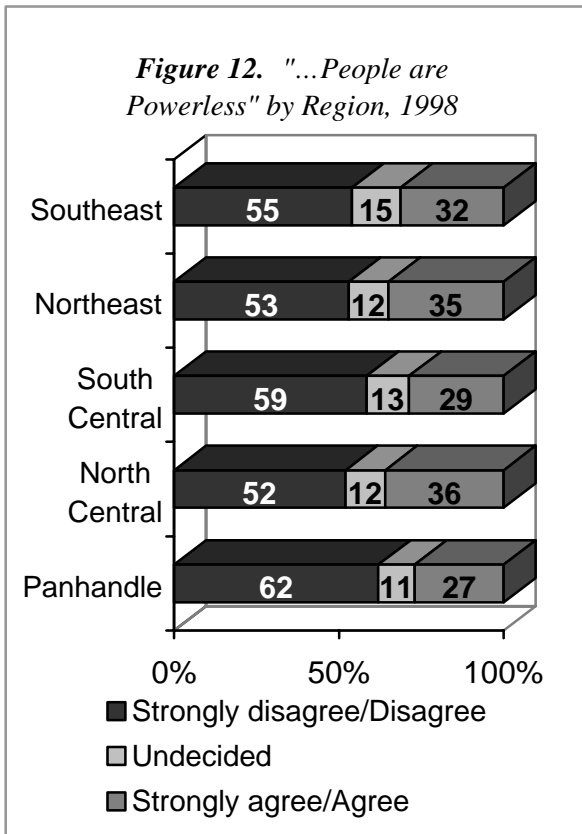 Figure 12. "...People are
Powerless" by Region, 1998
Southeast
55 15 32
Northeast
53 12 35
South
Central
59 13 29
North
Central
52 12 36
Panhandle
62 11 27
0% 50% 100%
Strongly disagree/Disagree
Undecided
Strongly agree/Agree